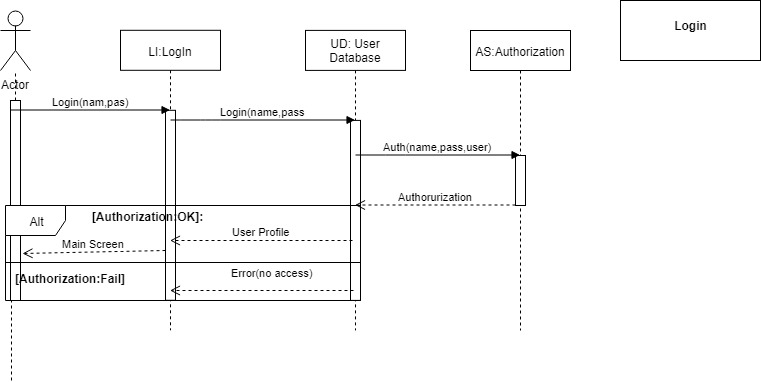 Login
LI:LogIn
UD: User
Database
AS:Authorization
Actor
Login(nam,pas)
Login(name,pass
Auth(name,pass,user)
Authorurization
Alt
[Authorization:OK]:
User Profile
Main Screen
[Authorization:Fail]
Error(no access)